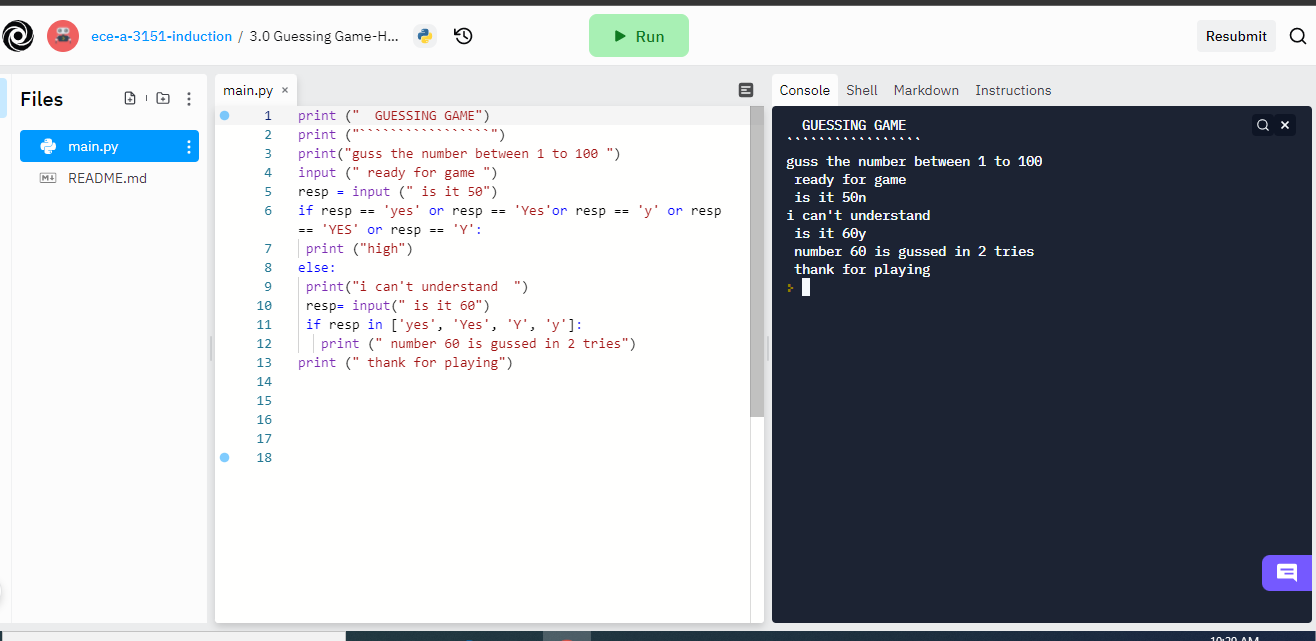 ece-a-3151-induction / 3.0 Guessing Game-H...
Run
Resubmit
Files
main.py
README.md
main.py ×
1 print ("  GUESSING GAME")
2 print ("`````````````````")
3 print("guss the number between 1 to 100 ")
4 input (" ready for game ")
5 resp = input (" is it 50")
6 if resp == 'yes' or resp == 'Yes'or resp == 'y' or resp
== 'YES' or resp == 'Y':
7 print ("high")
8 else:
9 print("i can't understand  ")
10 resp= input(" is it 60")
11 if resp in ['yes', 'Yes', 'Y', 'y']:
12 print (" number 60 is gussed in 2 tries")
13 print (" thank for playing")
14
15
16
17
18
Console Shell Markdown Instructions
GUESSING GAME
`````````````````
guss the number between 1 to 100
ready for game
is it 50n
i can't understand
is it 60y
number 60 is gussed in 2 tries
thank for playing